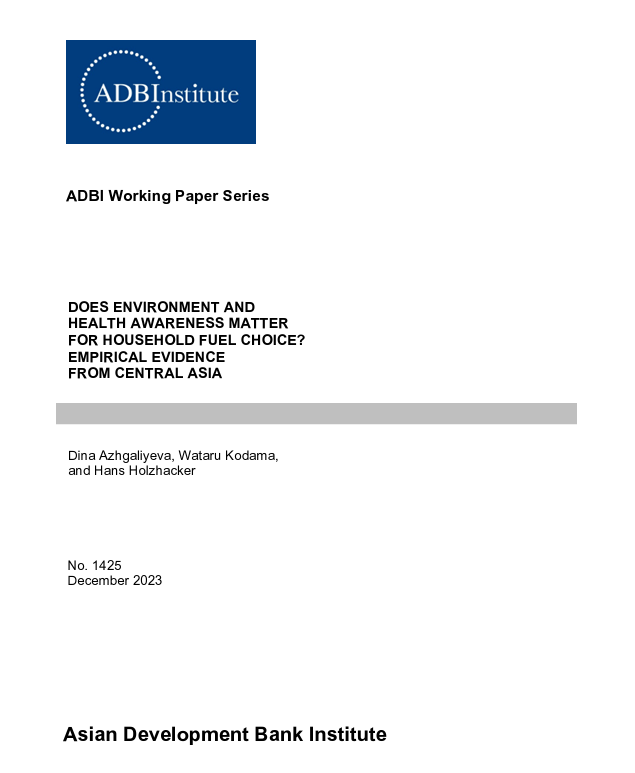 ADBInstitute
ADBI Working Paper Series
DOES ENVIRONMENT AND
HEALTH AWARENESS MATTER
FOR HOUSEHOLD FUEL CHOICE?
EMPIRICAL EVIDENCE
FROM CENTRAL ASIA
Dina Azhgaliyeva, Wataru Kodama,
and Hans Holzhacker
No. 1425
December 2023
Asian Development Bank Institute